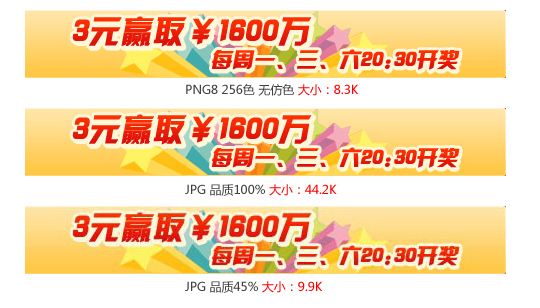 3元赢取￥1600万
每周一、三、六20:30开奖
PNG8 256色 无仿色 大小：8.3K
3元赢取￥1600万
每周一、三、六20:30开奖
JPG 品质100% 大小：44.2K
3元赢取￥1600万
每周一、三、六20:30开奖
JPG 品质45% 大小：9.9K